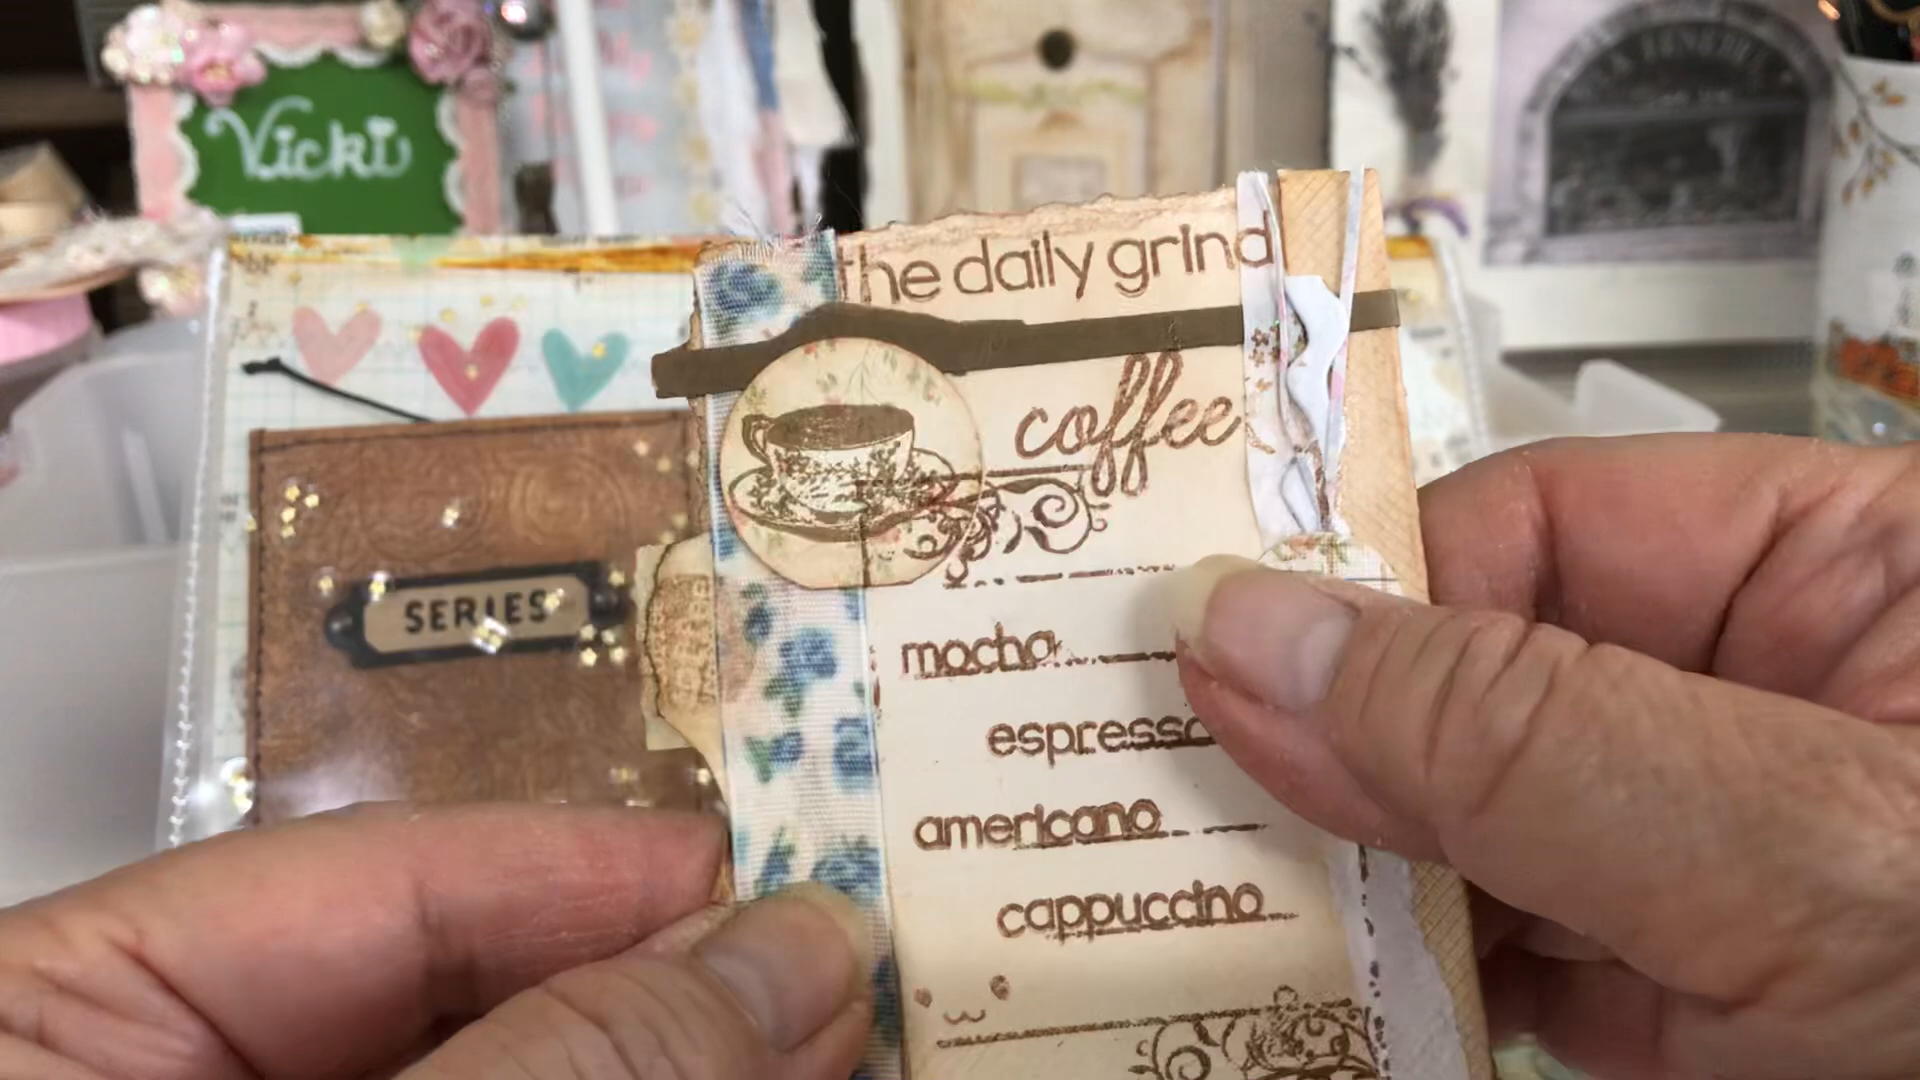 Vicki
the daily grind
coffee
SERIES
mocha
espresso
americano
cappuccino